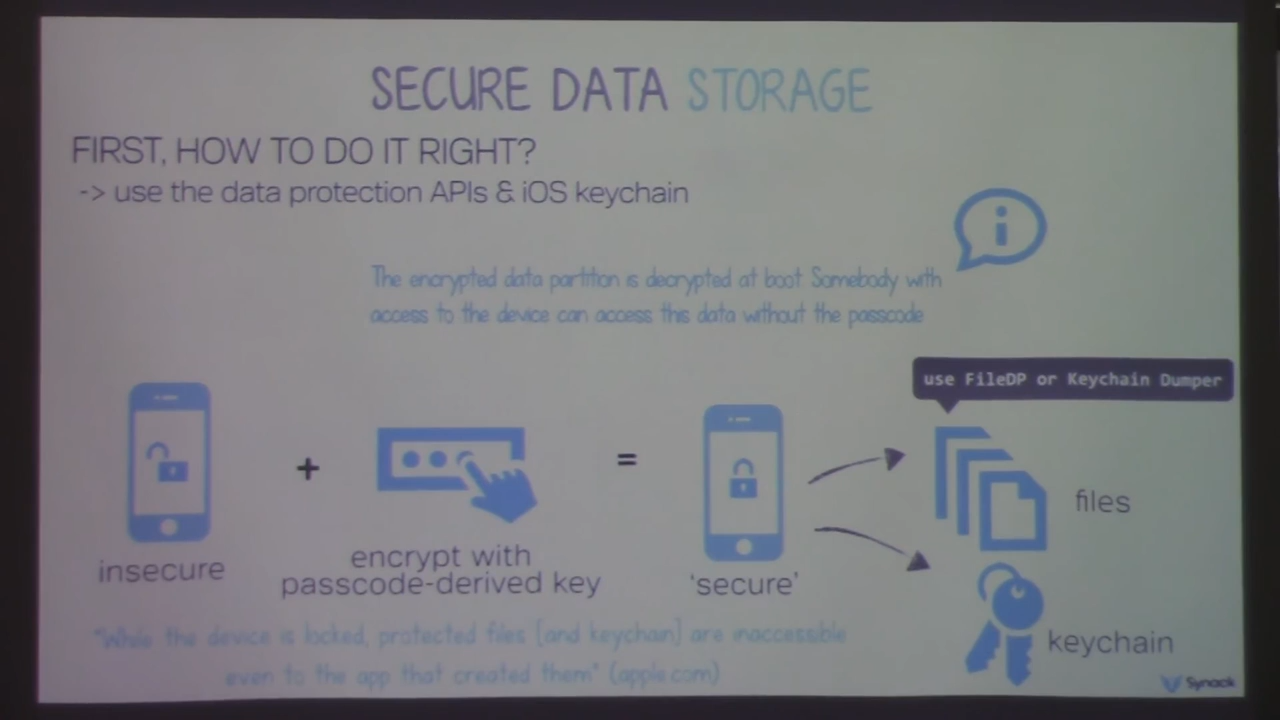 SECURE DATA STORAGE
FIRST, HOW TO DO IT RIGHT?
-> use the data protection APIs & iOS keychain
i
The encrypted data partition is decrypted at boot Somebody with
access to the device can access this data without the passcode
use FileDP or Keychain Dumper
+
=
files
insecure
encrypt with
passcode-derived key
'secure'
keychain
"While the device is locked, protected files [and keychain] are inaccessible
even to the app that created them" (apple.com)
Synack